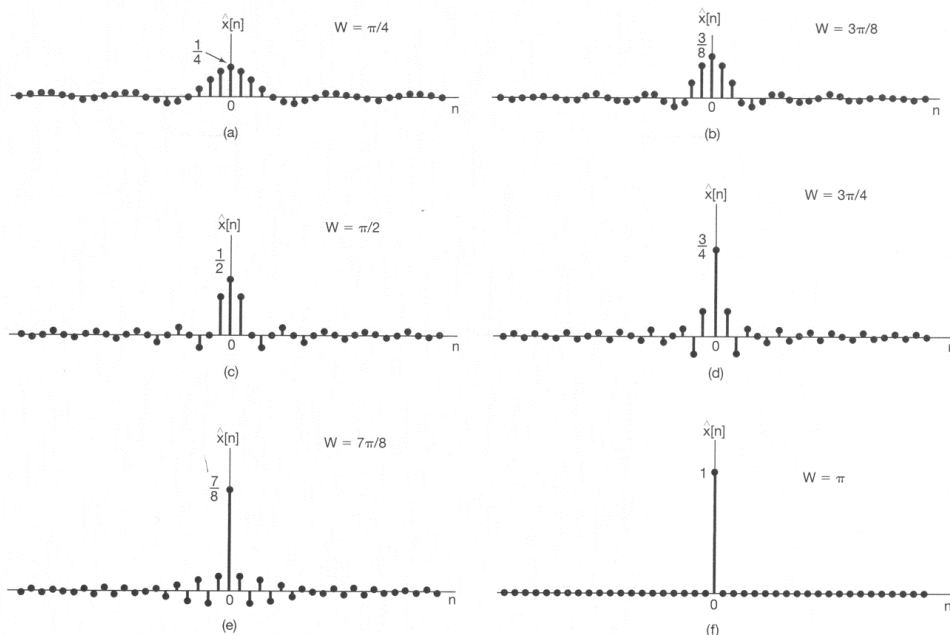 x̂[n]
W = π/4
1/4
0
n
(a)
x̂[n]
W = 3π/8
3/8
0
n
(b)
x̂[n]
W = π/2
1/2
0
n
(c)
x̂[n]
W = 3π/4
3/4
0
n
(d)
x̂[n]
W = 7π/8
7/8
0
n
(e)
x̂[n]
W = π
1
0
n
(f)